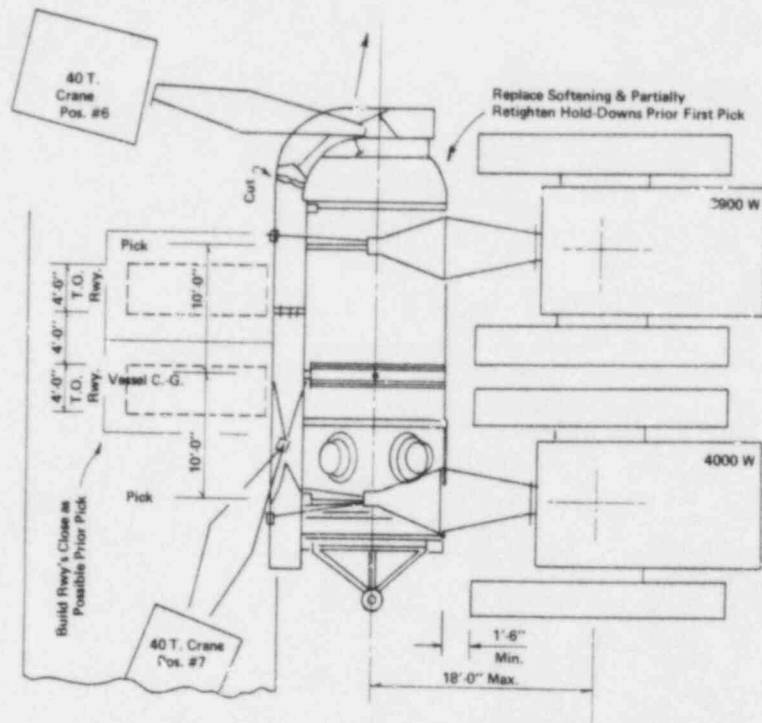 40 T.
Crane
Pos. #6
Replace Softening & Partially
Retighten Hold-Downs Prior First Pick
Cut
3900 W
Pick
4'-0"
T.O.
Rwy.
10'-0"
4'-0"
4'-0"
T.O.
Rwy.
Vessel C.-G.
10'-0"
4000 W
Pick
Build Rwy's Close as
Possible Prior Pick
40 T. Crane
Pos. #7
1'-6"
Min.
18'-0" Max.